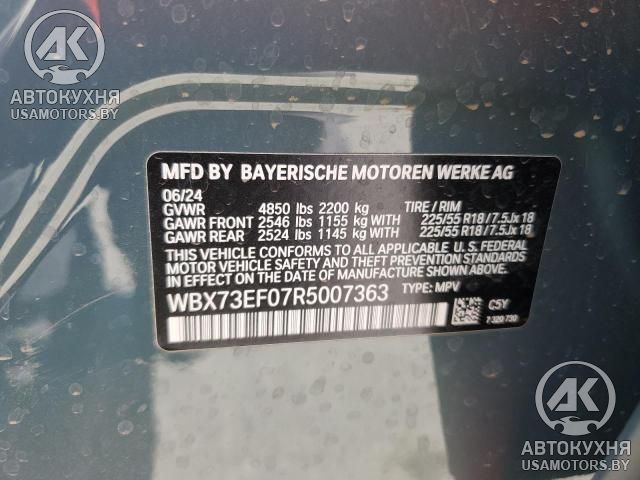 АК
АВТОКУХНЯ
USAMOTORS.BY
MFD BY BAYERISCHE MOTOREN WERKE AG
06/24
GVWR 4850 lbs 2200 kg TIRE / RIM
GAWR FRONT 2546 lbs 1155 kg WITH 225/55 R18 / 7.5Jx18
GAWR REAR 2524 lbs 1145 kg WITH 225/55 R18 / 7.5Jx18
THIS VEHICLE CONFORMS TO ALL APPLICABLE U. S. FEDERAL
MOTOR VEHICLE SAFETY AND THEFT PREVENTION STANDARDS
IN EFFECT ON THE DATE OF MANUFACTURE SHOWN ABOVE.
WBX73EF07R5007363 TYPE: MPV
C5Y
7 320 730
АК
АВТОКУХНЯ
USAMOTORS.BY